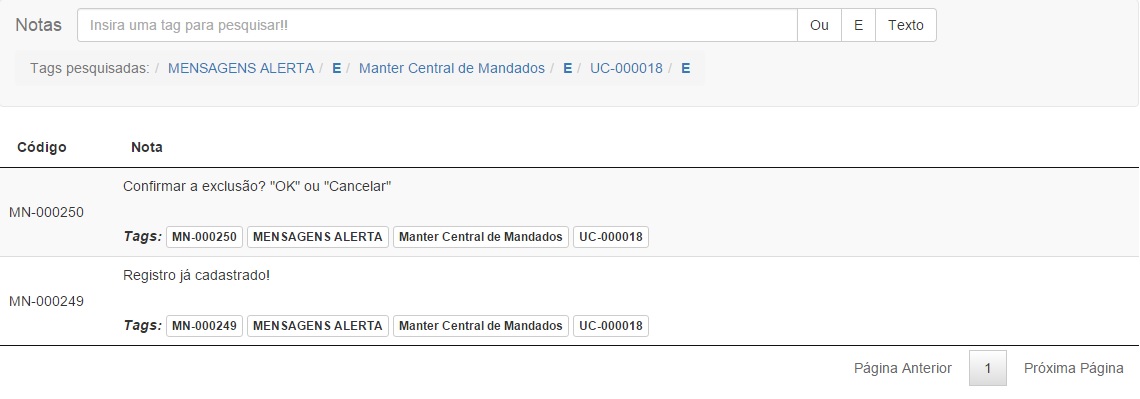 Notas Insira uma tag para pesquisar!! Ou E Texto
Tags pesquisadas: / MENSAGENS ALERTA / E / Manter Central de Mandados / E / UC-000018 / E
Código Nota
Confirmar a exclusão? "OK" ou "Cancelar"
MN-000250
Tags: MN-000250 MENSAGENS ALERTA Manter Central de Mandados UC-000018
Registro já cadastrado!
MN-000249
Tags: MN-000249 MENSAGENS ALERTA Manter Central de Mandados UC-000018
Página Anterior 1 Próxima Página